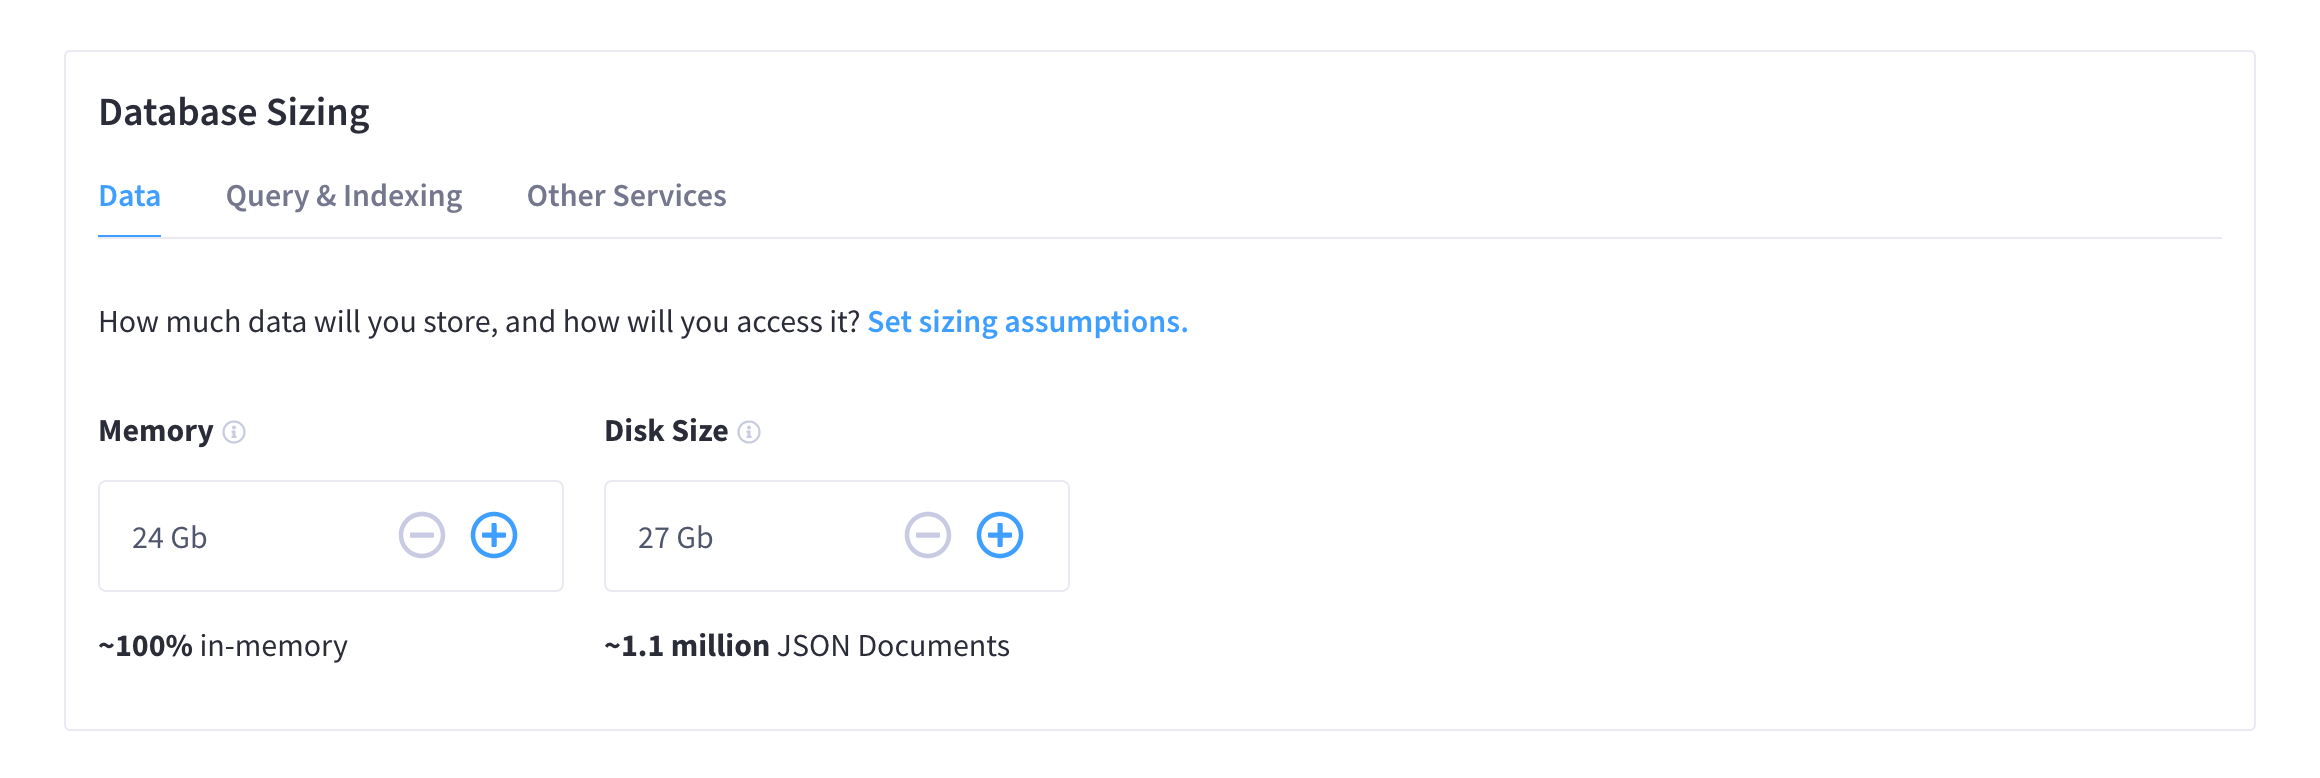 Database Sizing
Data Query & Indexing Other Services
How much data will you store, and how will you access it? Set sizing assumptions.
Memory Disk Size
24 Gb 27 Gb
~100% in-memory ~1.1 million JSON Documents